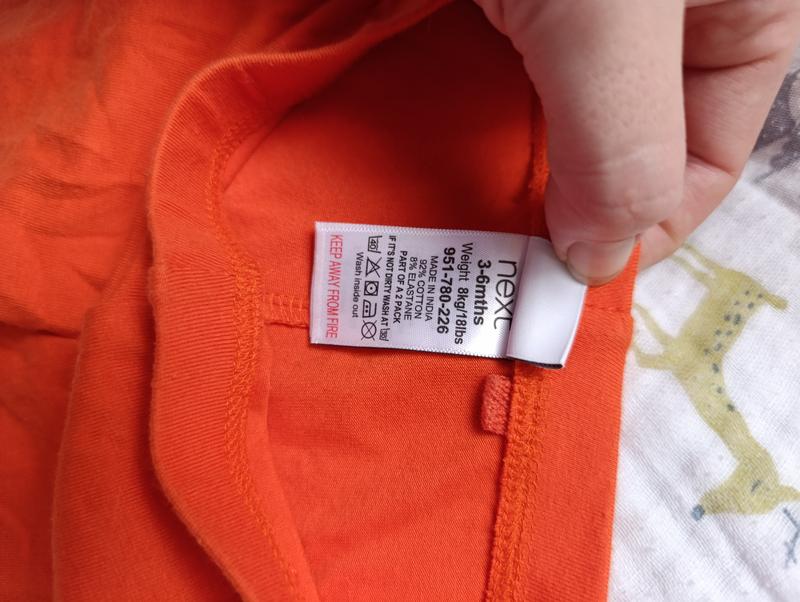 next
3-6mths
Weight 8kg/18lbs
951-780-226
MADE IN INDIA
92% COTTON
8% ELASTANE
PART OF A 2 PACK
IF IT'S NOT DIRTY WASH AT 30
40
Wash inside out
KEEP AWAY FROM FIRE